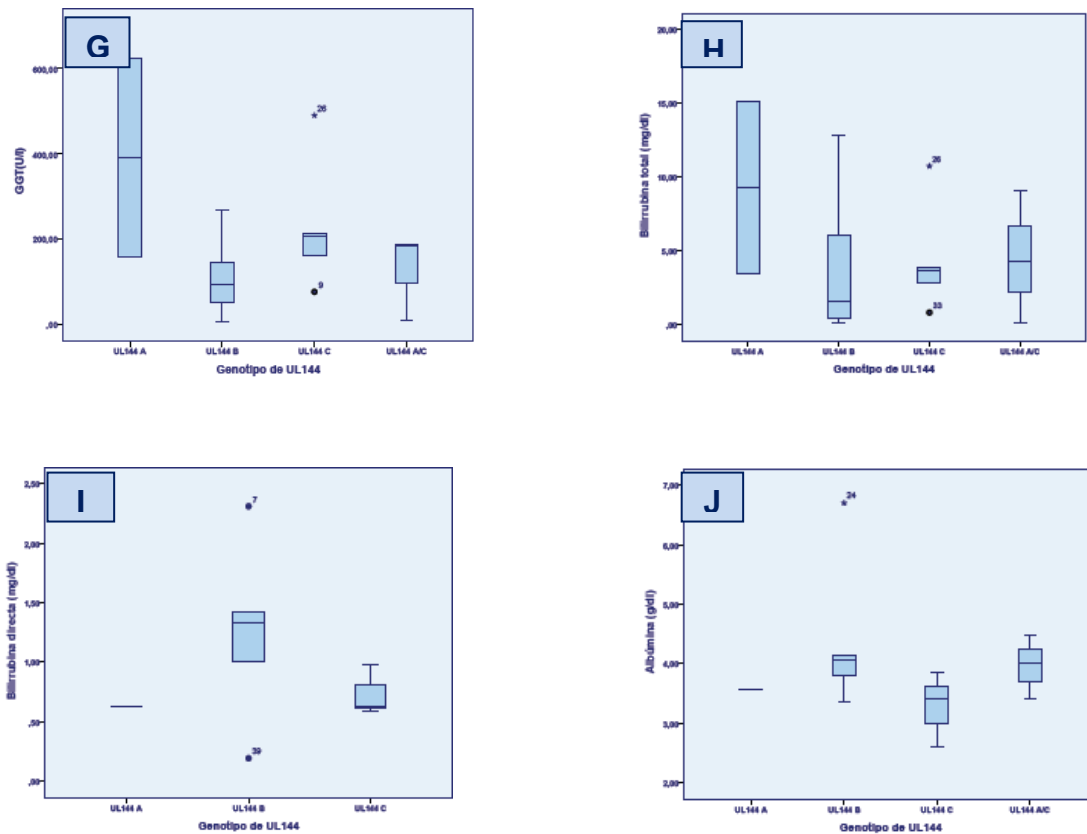 G
600,00
400,00
200,00
,00
GGT(U/l)
26
9
UL144 A UL144 B UL144 C UL144 A/C
Genotipo de UL144
H
20,00
15,00
10,00
5,00
,00
Bilirrubina total (mg/dl)
26
33
UL144 A UL144 B UL144 C UL144 A/C
Genotipo de UL144
I
2,50
2,00
1,50
1,00
,50
,00
Bilirrubina directa (mg/dl)
7
39
UL144 A UL144 B UL144 C
Genotipo de UL144
J
7,00
6,00
5,00
4,00
3,00
2,00
Albúmina (g/dl)
24
UL144 A UL144 B UL144 C UL144 A/C
Genotipo de UL144